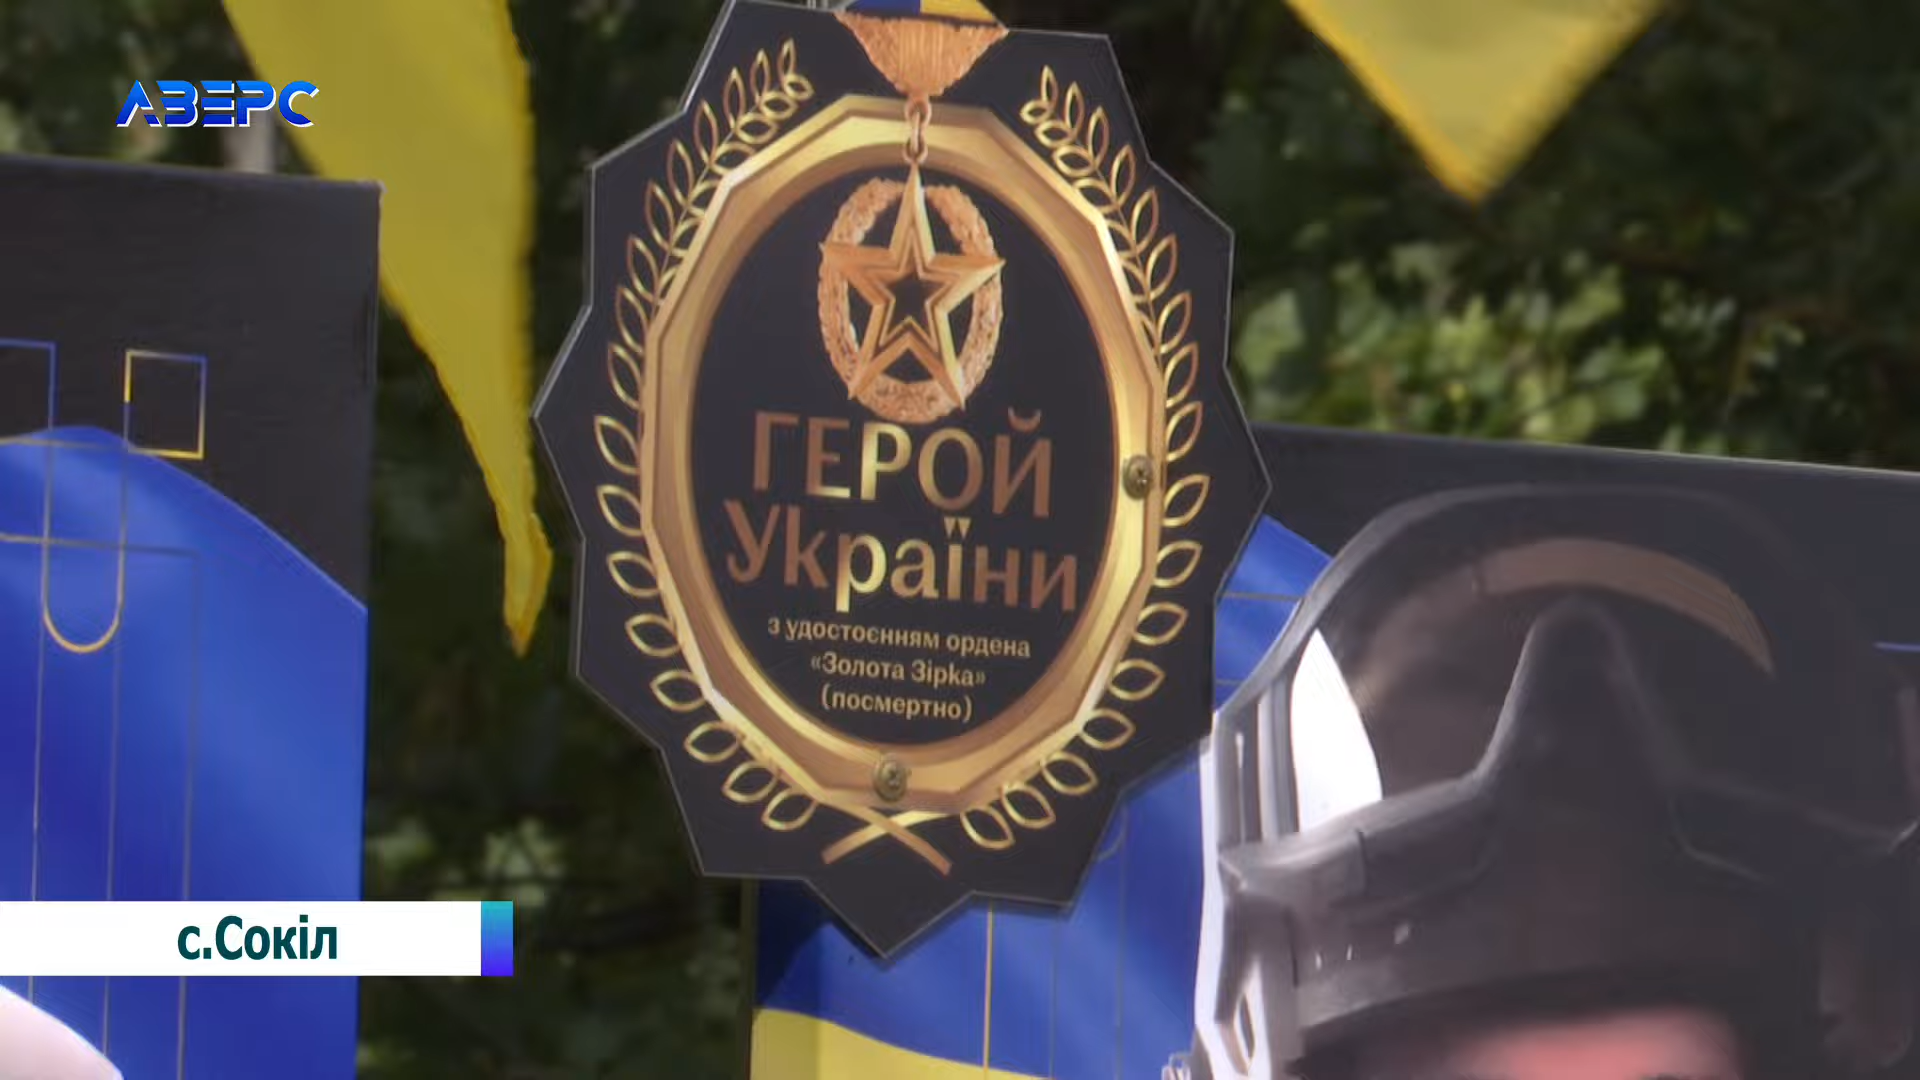 АВЕРС
ГЕРОЙ
України
з удостоєнням ордена
«Золота Зірка»
(посмертно)
с.Сокіл